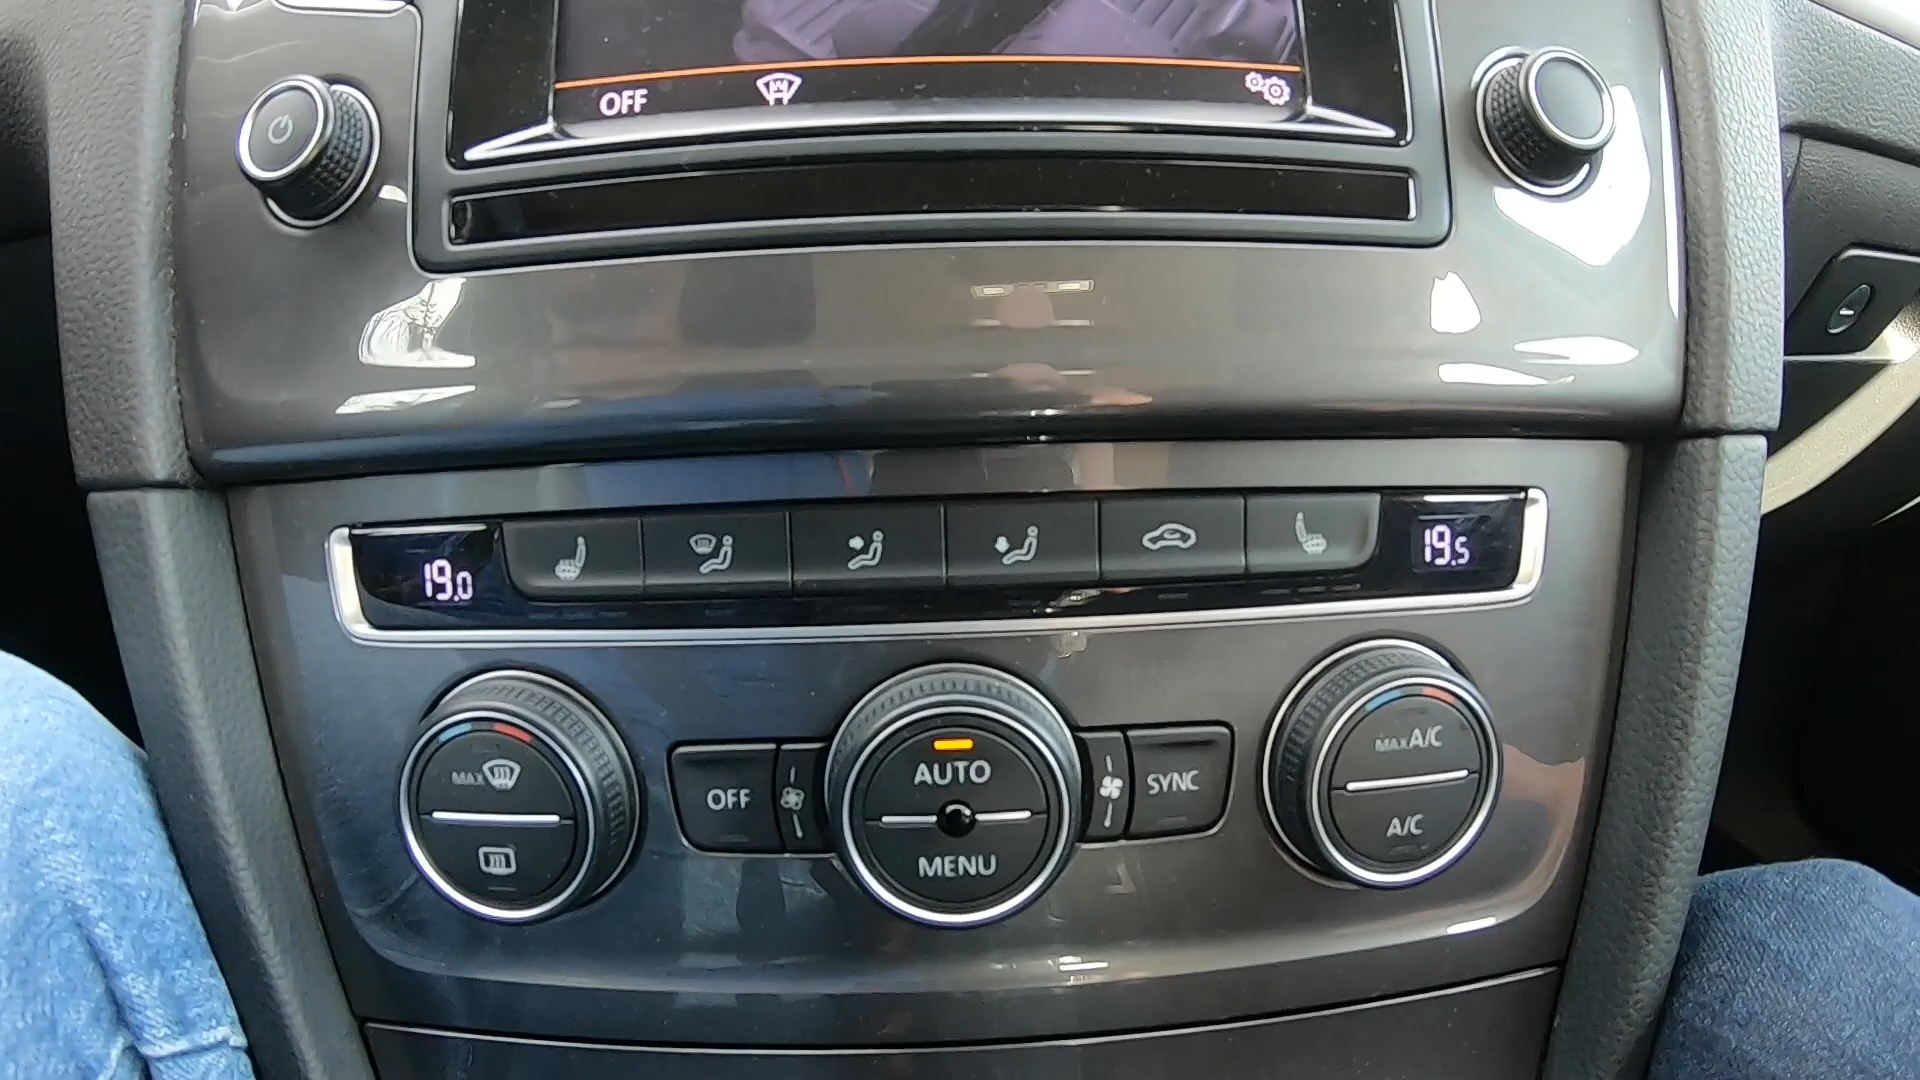 OFF
19.0
19.5
MAX
AUTO
MENU
OFF
SYNC
MAX A/C
A/C